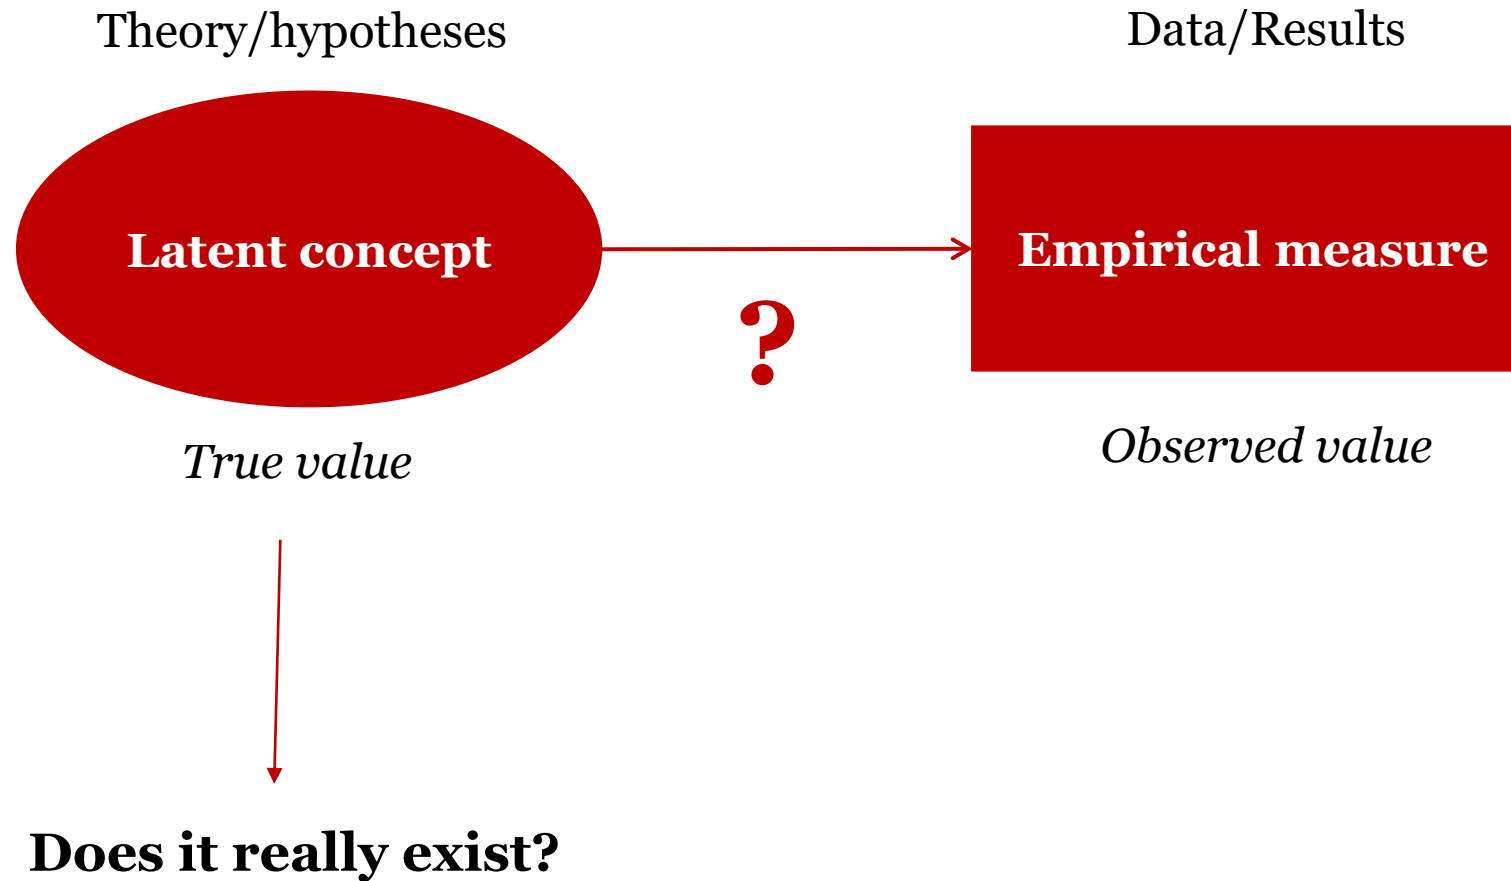 Theory/hypotheses
Data/Results
Latent concept
Empirical measure
?
True value
Observed value
Does it really exist?